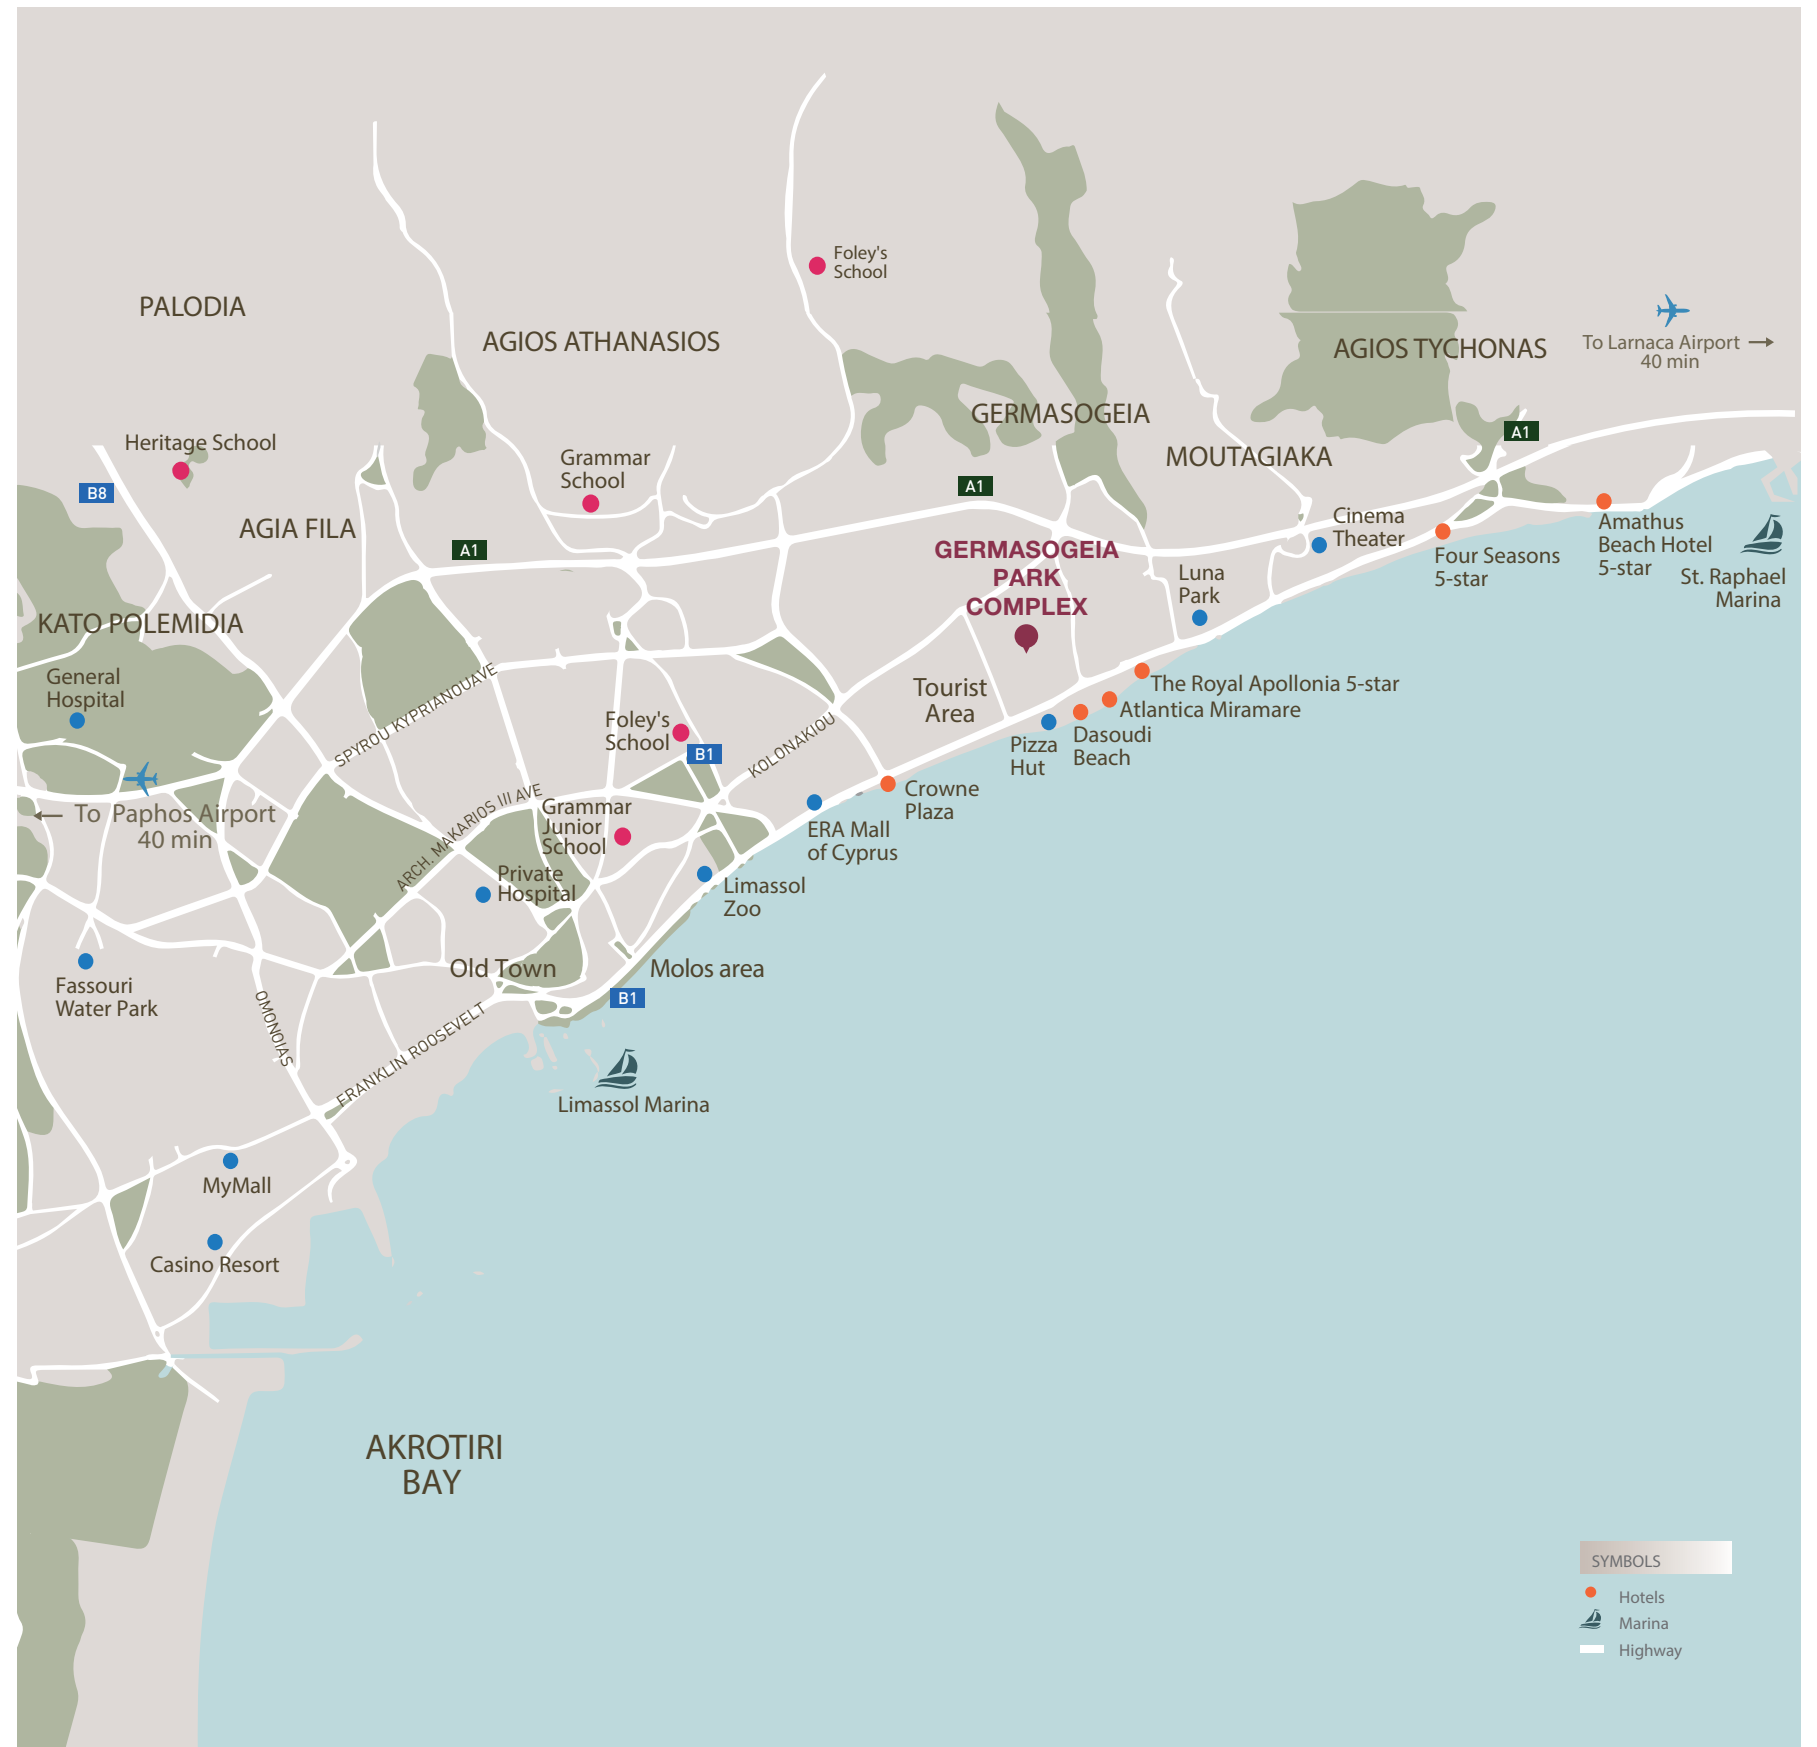 Foley's
School
PALODIA
AGIOS ATHANASIOS
AGIOS TYCHONAS
To Larnaca Airport
40 min
GERMASOGEIA
A1
Heritage School
Grammar
School
MOUTAGIAKA
B8
A1
AGIA FILA
A1
Cinema
Theater
Amathus
Beach Hotel
5-star
Four Seasons
5-star
St. Raphael
Marina
GERMASOGEIA
PARK
COMPLEX
Luna
Park
KATO POLEMIDIA
General
Hospital
SPYROU KYPRIANOUAVE
Tourist
Area
The Royal Apollonia 5-star
Atlantica Miramare
Foley's
School
B1
KOLONAKIOU
Pizza
Hut
Dasoudi
Beach
To Paphos Airport
40 min
ARCH. MAKARIOS III AVE
Grammar
Junior
School
Crowne
Plaza
ERA Mall
of Cyprus
Private
Hospital
Limassol
Zoo
Old Town
Molos area
B1
Fassouri
Water Park
OMONOIAS
FRANKLIN ROOSEVELT
Limassol Marina
MyMall
Casino Resort
AKROTIRI
BAY
SYMBOLS
Hotels
Marina
Highway